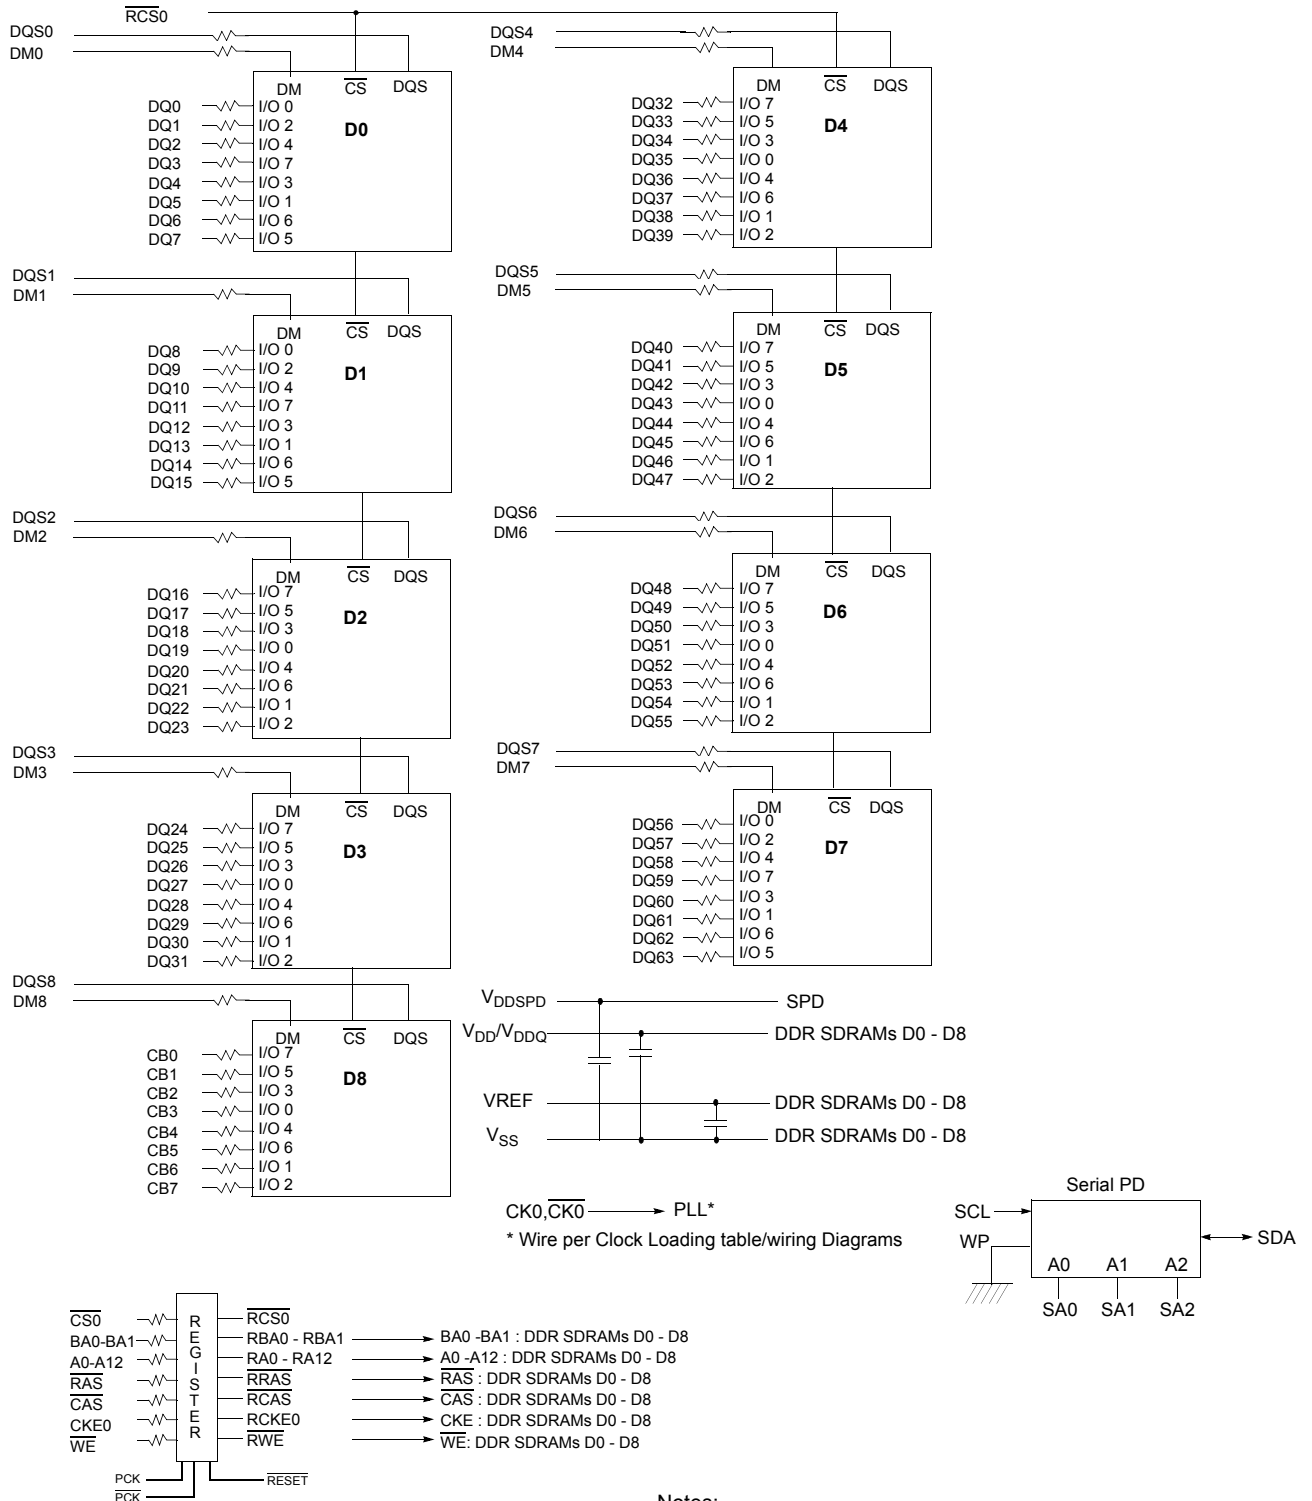 RCS0
DQS0
DM0
DM CS DQS
D0
DQ0 I/O 0
DQ1 I/O 2
DQ2 I/O 4
DQ3 I/O 7
DQ4 I/O 3
DQ5 I/O 1
DQ6 I/O 6
DQ7 I/O 5
DQS1
DM1
DM CS DQS
D1
DQ8 I/O 0
DQ9 I/O 2
DQ10 I/O 4
DQ11 I/O 7
DQ12 I/O 3
DQ13 I/O 1
DQ14 I/O 6
DQ15 I/O 5
DQS2
DM2
DM CS DQS
D2
DQ16 I/O 7
DQ17 I/O 5
DQ18 I/O 3
DQ19 I/O 0
DQ20 I/O 4
DQ21 I/O 6
DQ22 I/O 1
DQ23 I/O 2
DQS3
DM3
DM CS DQS
D3
DQ24 I/O 7
DQ25 I/O 5
DQ26 I/O 3
DQ27 I/O 0
DQ28 I/O 4
DQ29 I/O 6
DQ30 I/O 1
DQ31 I/O 2
DQS8
DM8
DM CS DQS
D8
CB0 I/O 7
CB1 I/O 5
CB2 I/O 3
CB3 I/O 0
CB4 I/O 4
CB5 I/O 6
CB6 I/O 1
CB7 I/O 2
DQS4
DM4
DM CS DQS
D4
DQ32 I/O 7
DQ33 I/O 5
DQ34 I/O 3
DQ35 I/O 0
DQ36 I/O 4
DQ37 I/O 6
DQ38 I/O 1
DQ39 I/O 2
DQS5
DM5
DM CS DQS
D5
DQ40 I/O 7
DQ41 I/O 5
DQ42 I/O 3
DQ43 I/O 0
DQ44 I/O 4
DQ45 I/O 6
DQ46 I/O 1
DQ47 I/O 2
DQS6
DM6
DM CS DQS
D6
DQ48 I/O 7
DQ49 I/O 5
DQ50 I/O 3
DQ51 I/O 0
DQ52 I/O 4
DQ53 I/O 6
DQ54 I/O 1
DQ55 I/O 2
DQS7
DM7
DM CS DQS
D7
DQ56 I/O 0
DQ57 I/O 2
DQ58 I/O 4
DQ59 I/O 7
DQ60 I/O 3
DQ61 I/O 1
DQ62 I/O 6
DQ63 I/O 5
VDDSPD SPD
VDD/VDDQ DDR SDRAMs D0 - D8
VREF DDR SDRAMs D0 - D8
VSS DDR SDRAMs D0 - D8
CK0,CK0 PLL*
* Wire per Clock Loading table/wiring Diagrams
Serial PD
SCL
WP
SDA
A0 A1 A2
SA0 SA1 SA2
REGISTER
CS0 RCS0
BA0-BA1 RBA0 - RBA1 BA0 -BA1 : DDR SDRAMs D0 - D8
A0-A12 RA0 - RA12 A0 -A12 : DDR SDRAMs D0 - D8
RAS RRAS RAS : DDR SDRAMs D0 - D8
CAS RCAS CAS : DDR SDRAMs D0 - D8
CKE0 RCKE0 CKE : DDR SDRAMs D0 - D8
WE RWE WE: DDR SDRAMs D0 - D8
PCK
PCK
RESET
Notes: